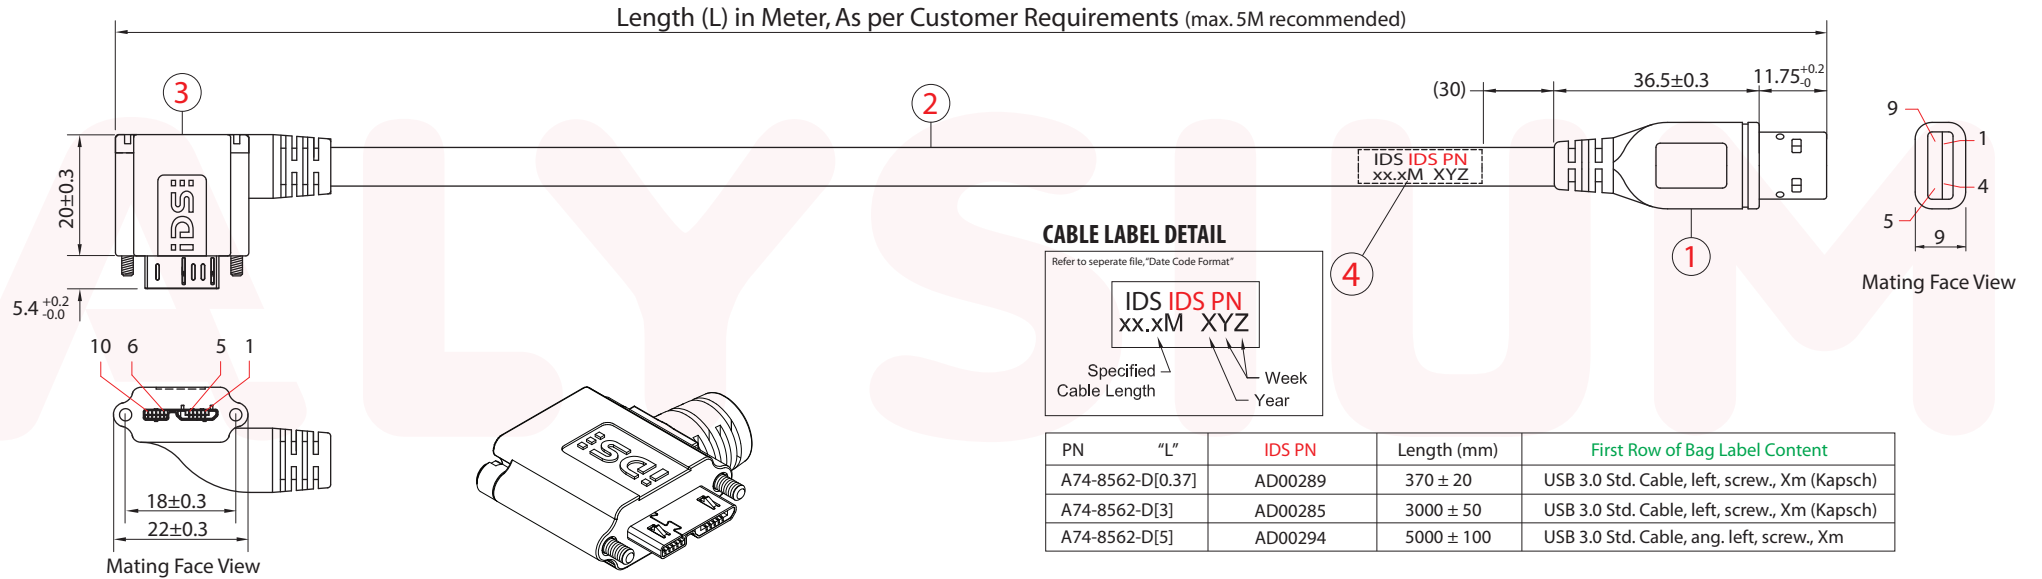 Length (L) in Meter, As per Customer Requirements (max. 5M recommended)
3
2
(30)
36.5±0.3
11.75 +0.2 -0
9
1
4
5
9
Mating Face View
20±0.3
iDS:
IDS IDS PN
xx.xM XYZ
1
4
5.4 +0.2 -0.0
CABLE LABEL DETAIL
Refer to seperate file,"Date Code Format"
IDS IDS PN
xx.xM XYZ
Specified
Cable Length
Week
Year
10 6 5 1
18±0.3
22±0.3
Mating Face View
iDS:
PN "L" IDS PN Length (mm) First Row of Bag Label Content
A74-8562-D[0.37] AD00289 370 ± 20 USB 3.0 Std. Cable, left, screw., Xm (Kapsch)
A74-8562-D[3] AD00285 3000 ± 50 USB 3.0 Std. Cable, left, screw., Xm (Kapsch)
A74-8562-D[5] AD00294 5000 ± 100 USB 3.0 Std. Cable, ang. left, screw., Xm
ALYSIUM